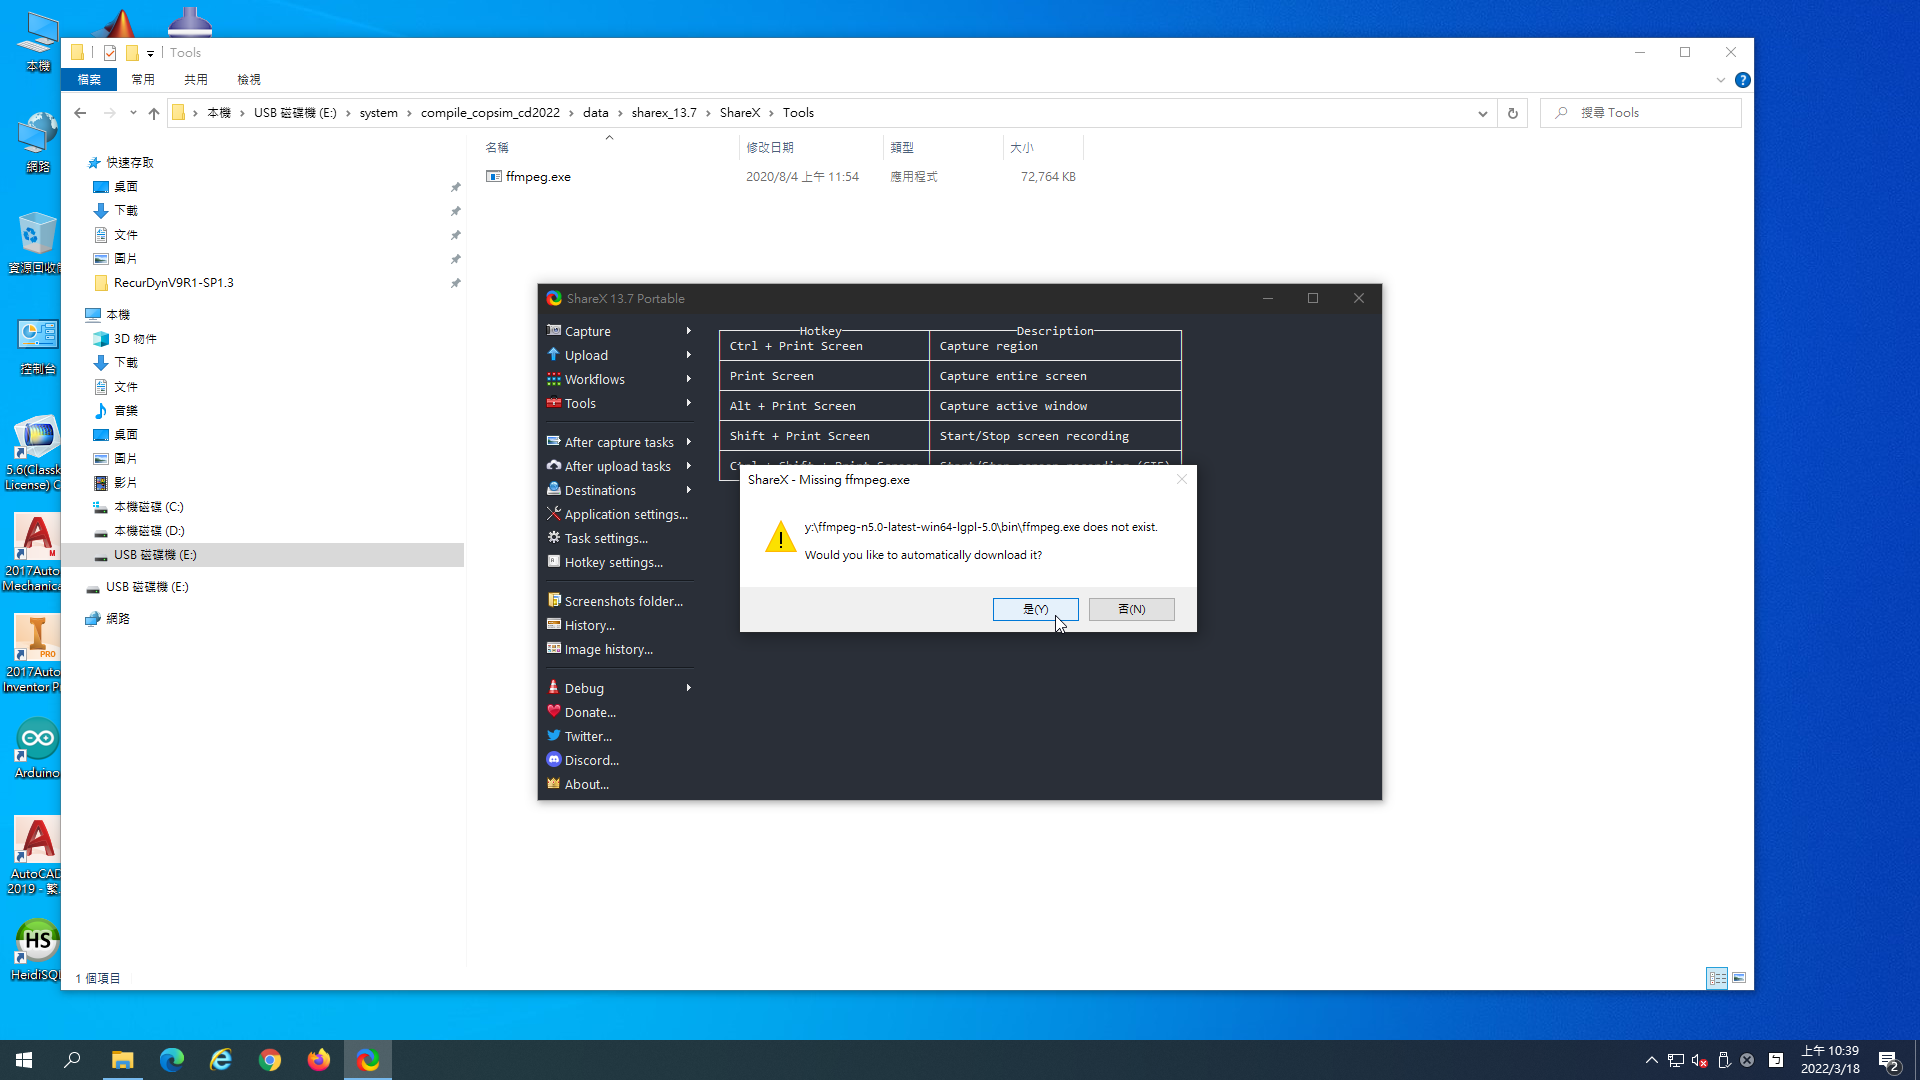 本機
網路
資源回收筒
控制台
5.6(Classk
License) C
2017Auto
Mechanica
2017Auto
Inventor P
Arduino
AutoCAD
2019 - 繁...
HeidiSQL
Tools
檔案
常用
共用
檢視
本機 › USB 磁碟機 (E:) › system › compile_copsim_cd2022 › data › sharex_13.7 › ShareX › Tools
搜尋 Tools
名稱
修改日期
類型
大小
ffmpeg.exe
2020/8/4 上午 11:54
應用程式
72,764 KB
快速存取
桌面
下載
文件
圖片
RecurDynV9R1-SP1.3
本機
3D 物件
下載
文件
音樂
桌面
圖片
影片
本機磁碟 (C:)
本機磁碟 (D:)
USB 磁碟機 (E:)
USB 磁碟機 (E:)
網路
1 個項目
ShareX 13.7 Portable
Capture
Upload
Workflows
Tools
After capture tasks
After upload tasks
Destinations
Application settings...
Task settings...
Hotkey settings...
Screenshots folder...
History...
Image history...
Debug
Donate...
Twitter...
Discord...
About...
Hotkey
Description
Ctrl + Print Screen
Capture region
Print Screen
Capture entire screen
Alt + Print Screen
Capture active window
Shift + Print Screen
Start/Stop screen recording
ShareX - Missing ffmpeg.exe
y:\ffmpeg-n5.0-latest-win64-lgpl-5.0\bin\ffmpeg.exe does not exist.
Would you like to automatically download it?
是(Y)
否(N)
上午 10:39
2022/3/18
2